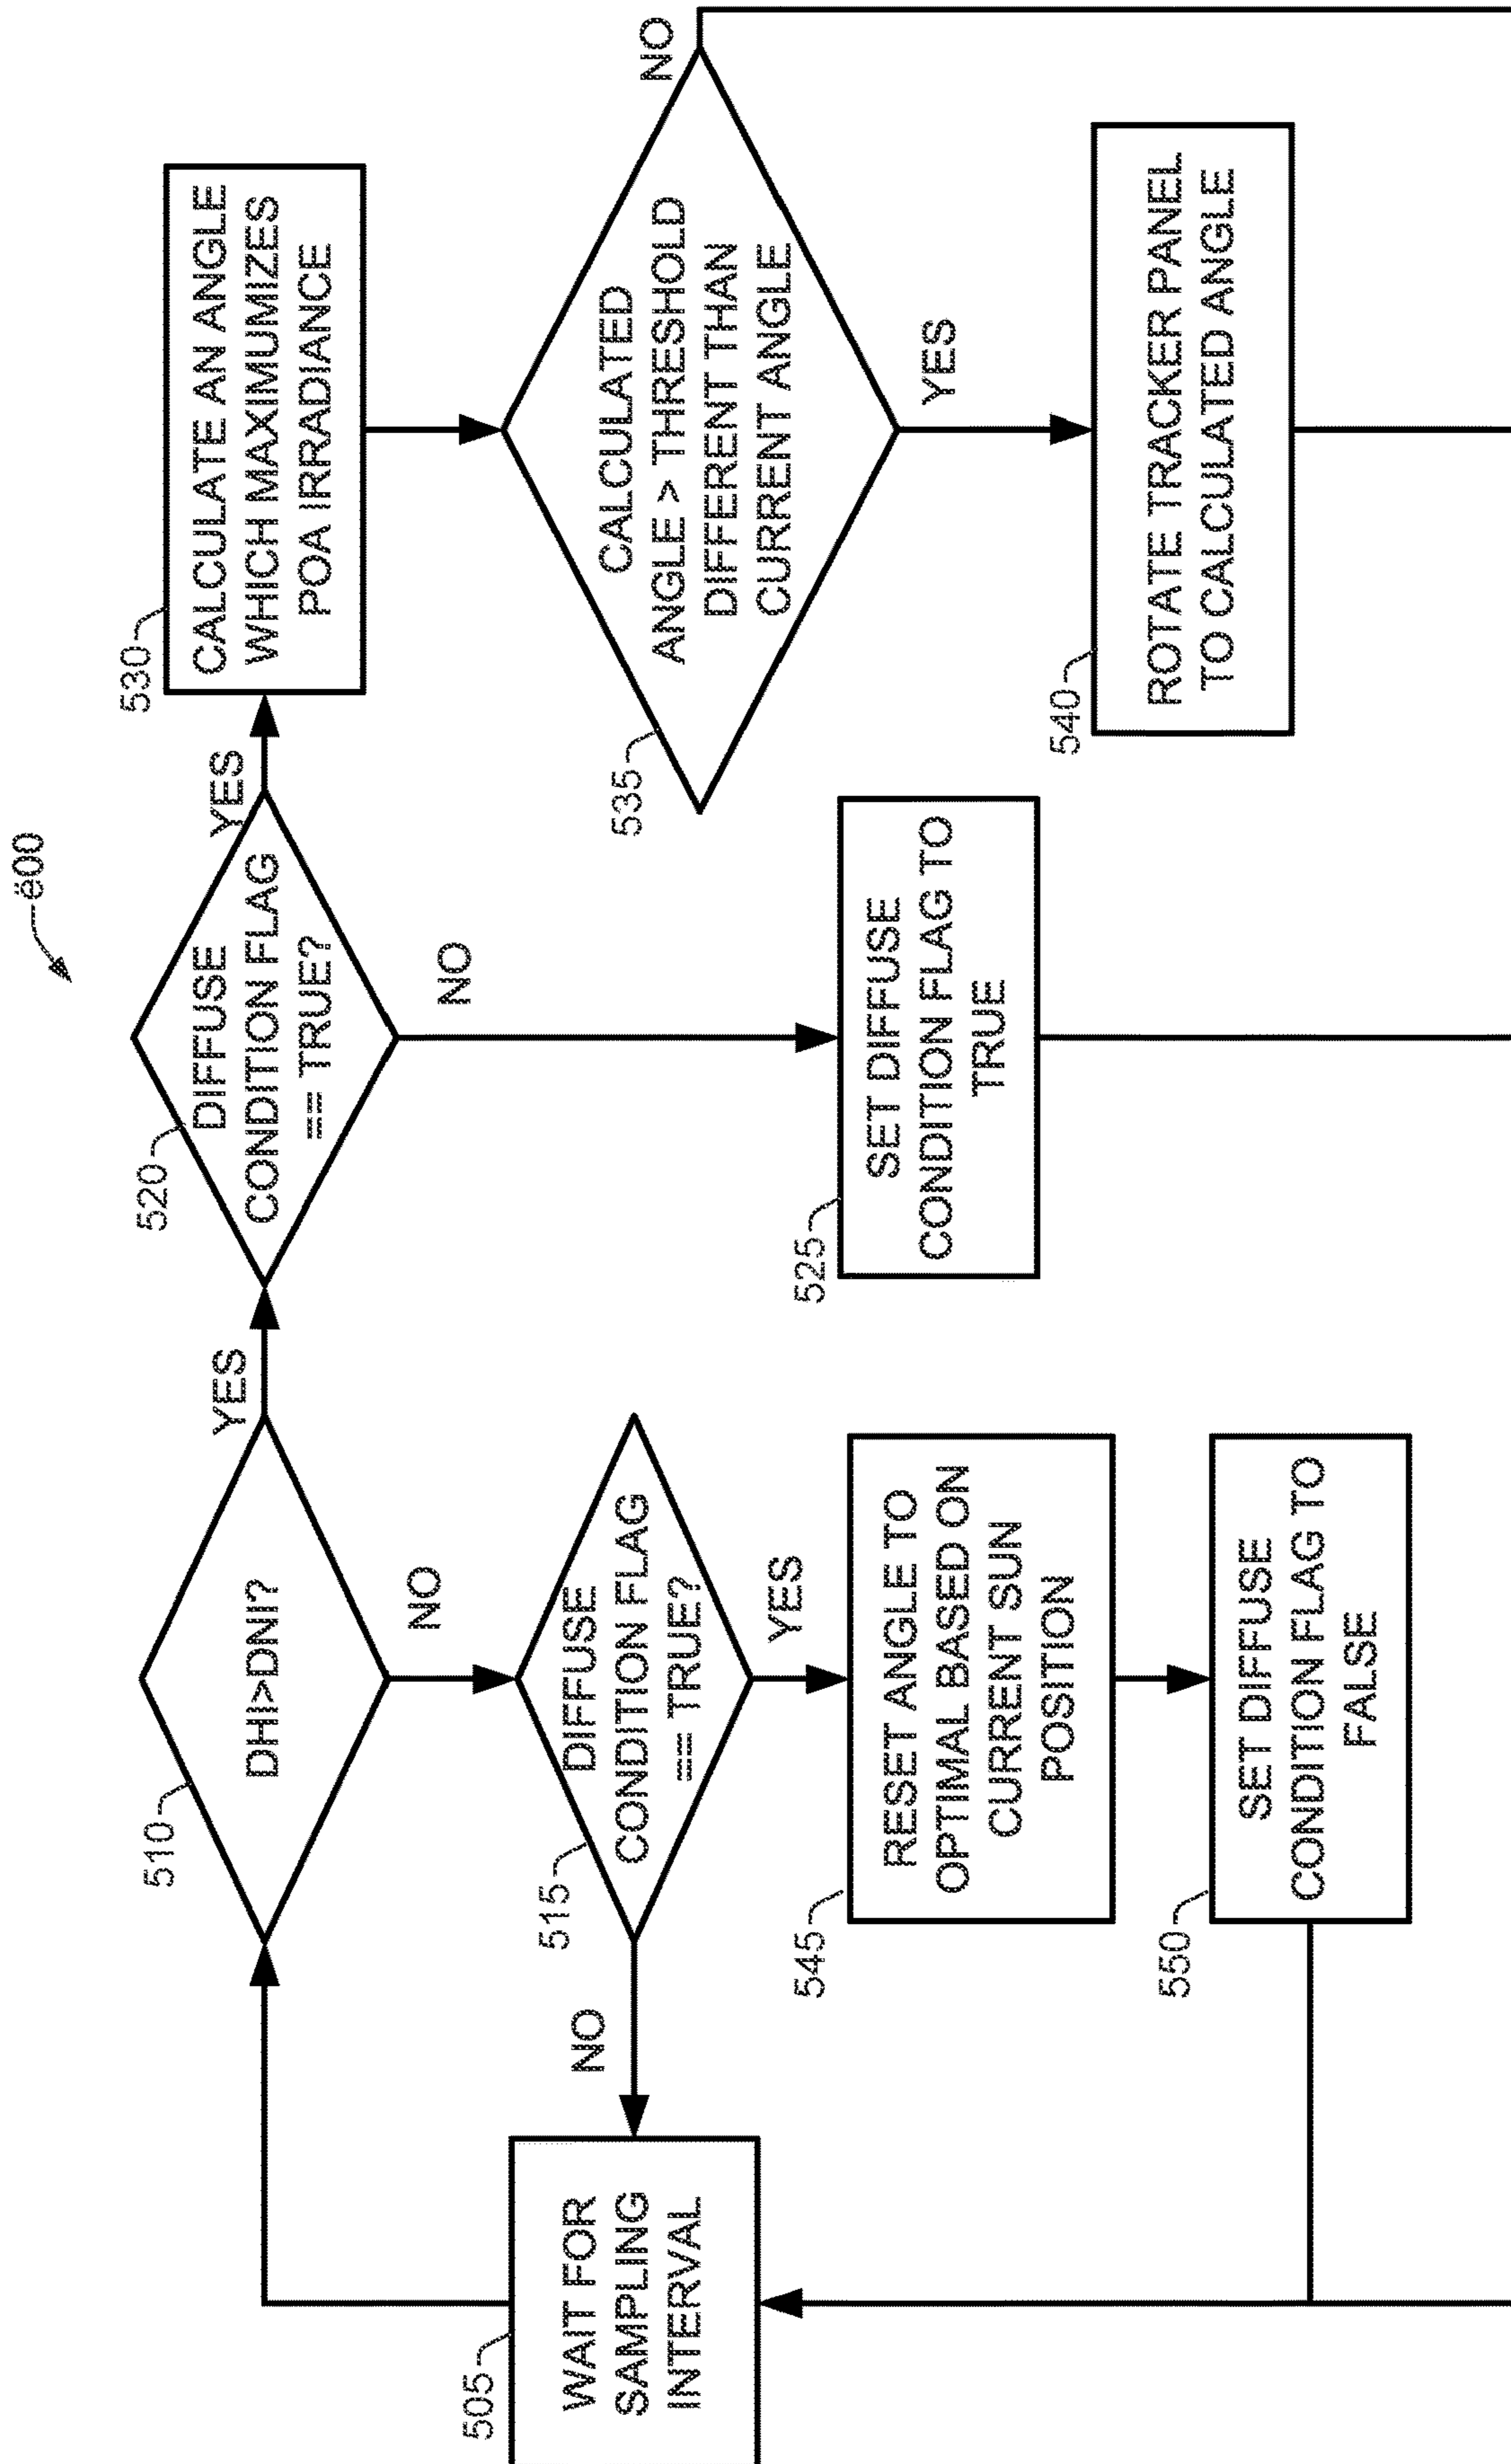 505
WAIT FOR
SAMPLING
INTERVAL
510
DHI>DNI?
YES
NO
515
DIFFUSE
CONDITION FLAG
== TRUE?
NO
YES
545
RESET ANGLE TO
OPTIMAL BASED ON
CURRENT SUN
POSITION
550
SET DIFFUSE
CONDITION FLAG TO
FALSE
520
DIFFUSE
CONDITION FLAG
== TRUE?
YES
NO
525
SET DIFFUSE
CONDITION FLAG TO
TRUE
530
CALCULATE AN ANGLE
WHICH MAXIMUMIZES
POA IRRADIANCE
535
CALCULATED
ANGLE > THRESHOLD
DIFFERENT THAN
CURRENT ANGLE
NO
YES
540
ROTATE TRACKER PANEL
TO CALCULATED ANGLE